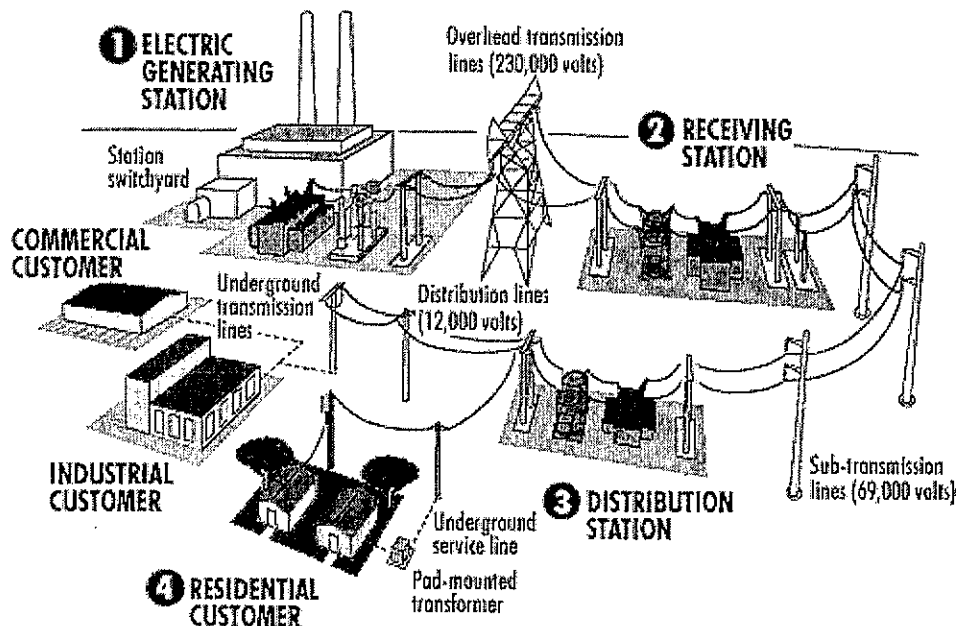 1 ELECTRIC
GENERATING
STATION
Overhead transmission
lines (230,000 volts)
2 RECEIVING
STATION
Station
switchyard
COMMERCIAL
CUSTOMER
Underground
transmission
lines
Distribution lines
(12,000 volts)
INDUSTRIAL
CUSTOMER
Sub-transmission
lines (69,000 volts)
3 DISTRIBUTION
STATION
Underground
service line
Pad-mounted
transformer
4 RESIDENTIAL
CUSTOMER